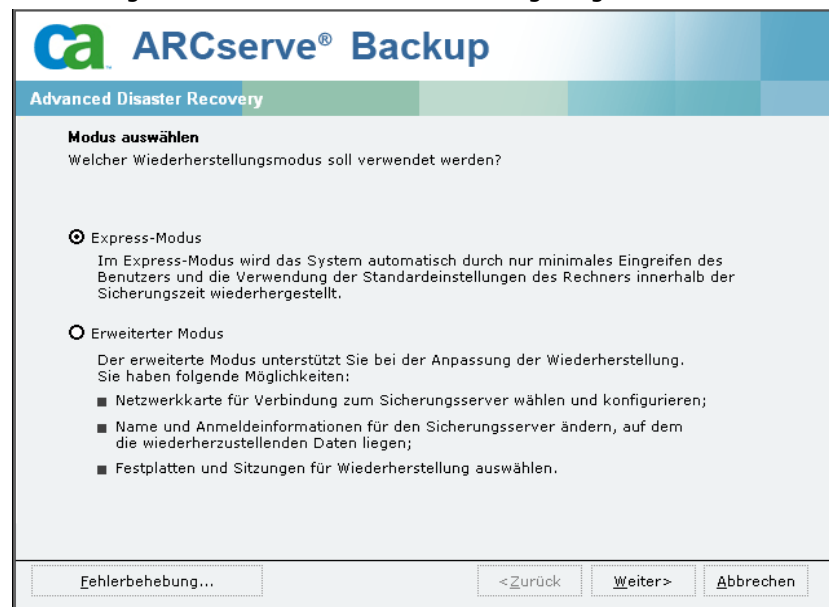 ca ARCserve® Backup
Advanced Disaster Recovery
Modus auswählen
Welcher Wiederherstellungsmodus soll verwendet werden?
Express-Modus
Im Express-Modus wird das System automatisch durch nur minimales Eingreifen des
Benutzers und die Verwendung der Standardeinstellungen des Rechners innerhalb der
Sicherungszeit wiederhergestellt.
Erweiterter Modus
Der erweiterte Modus unterstützt Sie bei der Anpassung der Wiederherstellung.
Sie haben folgende Möglichkeiten:
Netzwerkkarte für Verbindung zum Sicherungsserver wählen und konfigurieren;
Name und Anmeldeinformationen für den Sicherungsserver ändern, auf dem
die wiederherzustellenden Daten liegen;
Festplatten und Sitzungen für Wiederherstellung auswählen.
Fehlerbehebung... <Zurück Weiter> Abbrechen